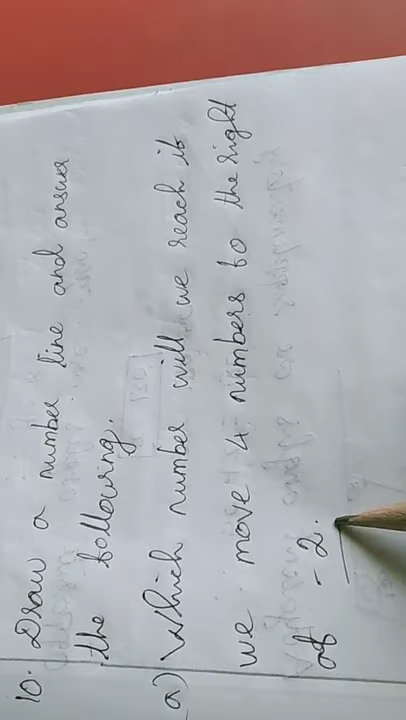 10. Draw a number line and answer
the following.
a) Which number will we reach if
we move 4 numbers to the right
of -2.